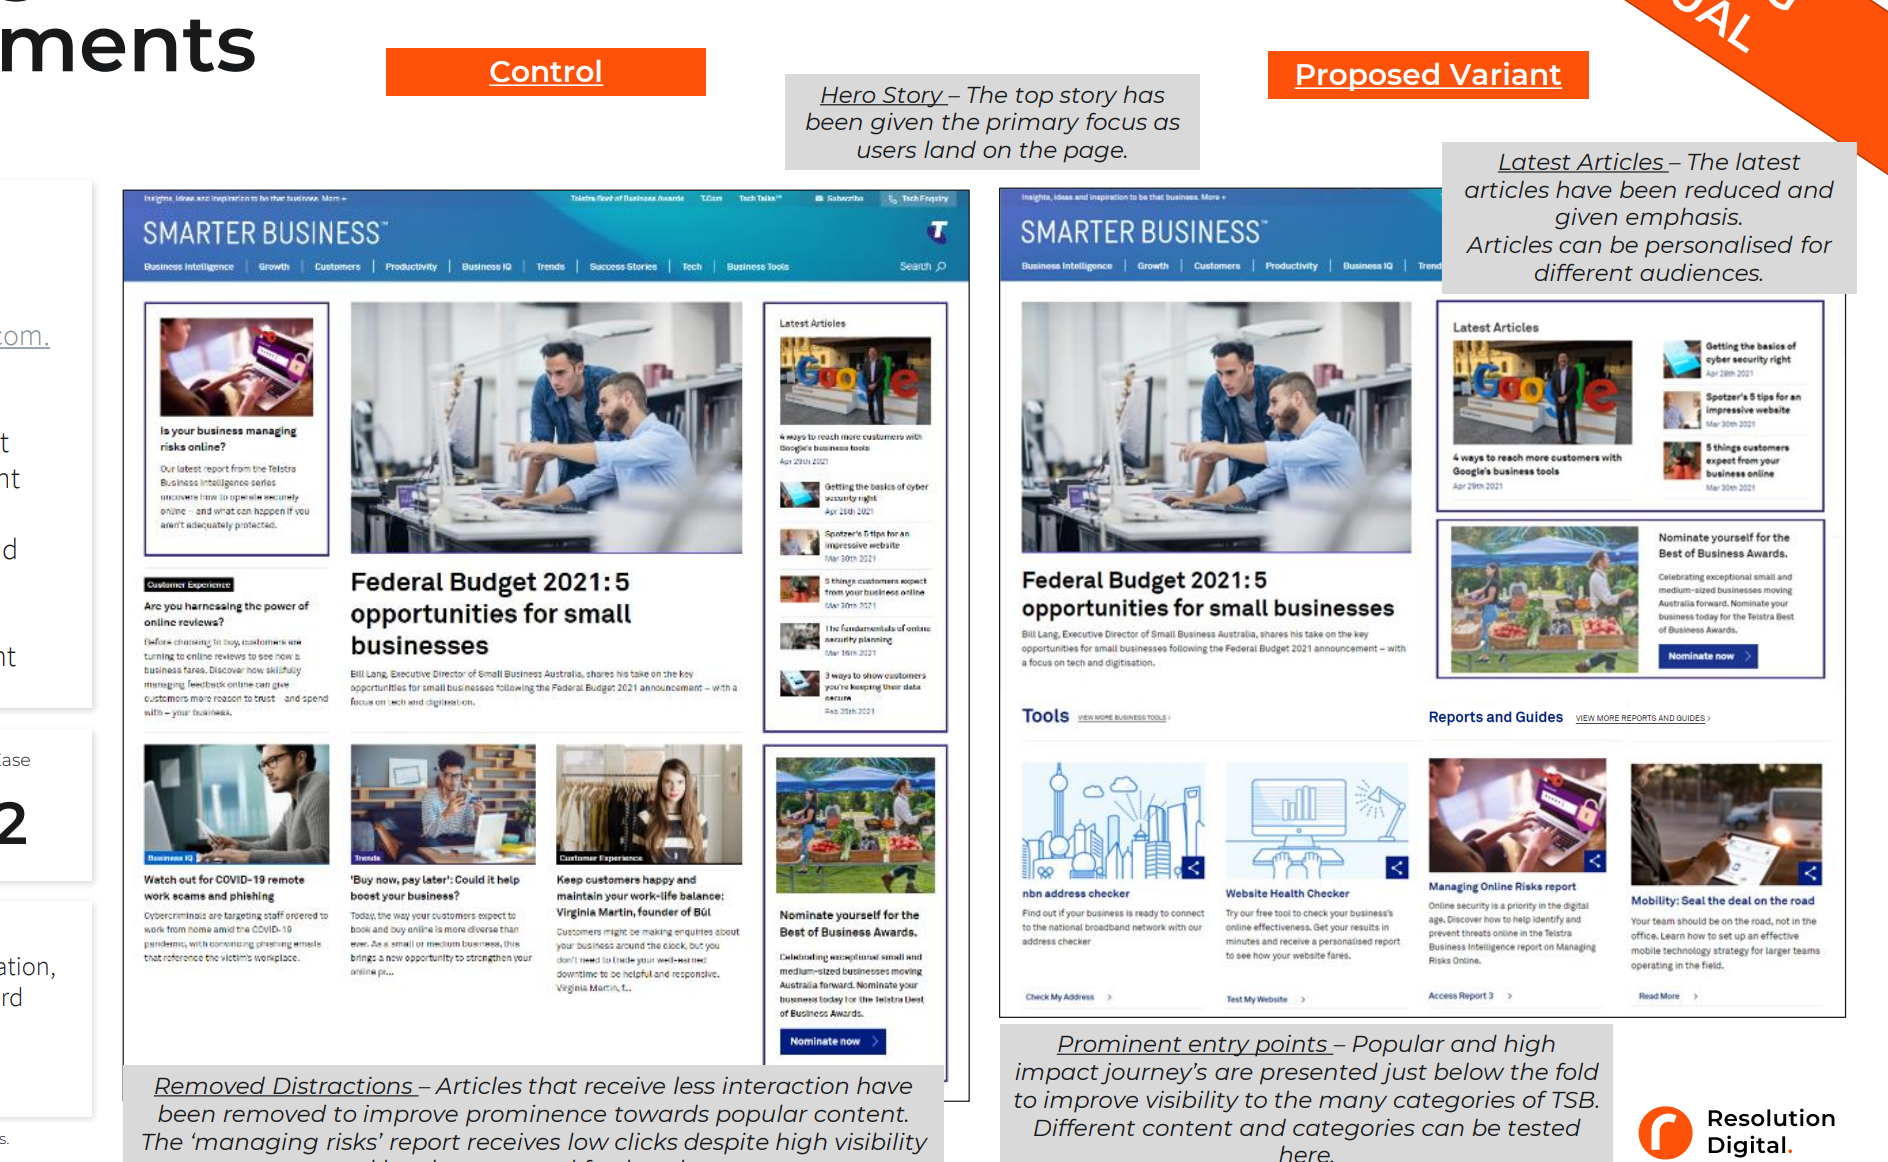 ments
Control
Proposed Variant
UAL
Hero Story – The top story has
been given the primary focus as
users land on the page.
Latest Articles – The latest
articles have been reduced and
given emphasis.
Articles can be personalised for
different audiences.
com.
t
nt
d
nt
Ease
2
ation,
rd
s.
Insights, ideas and inspiration to be that business. More +
Telstra Best of Business Awards
T.Com
Tech Talks™
Subscribe
Tech Enquiry
SMARTER BUSINESS™
T
Business Intelligence | Growth | Customers | Productivity | Business IQ | Trends | Success Stories | Tech | Business Tools
Search
Is your business managing
risks online?
Our latest report from the Telstra
Business Intelligence series
uncovers how to operate securely
online – and what can happen if you
aren't adequately protected.
Customer Experience
Are you harnessing the power of
online reviews?
Before choosing to buy, customers are
turning to online reviews to see how a
business fares. Discover how skillfully
managing feedback online can give
customers more reason to trust – and spend
with – your business.
Federal Budget 2021: 5
opportunities for small
businesses
Bill Lang, Executive Director of Small Business Australia, shares his take on the key
opportunities for small businesses following the Federal Budget 2021 announcement – with a
focus on tech and digitisation.
Latest Articles
Google
4 ways to reach more customers with
Google's business tools
Apr 29th 2021
Getting the basics of cyber
security right
Apr 28th 2021
Spotzer's 5 tips for an
impressive website
Mar 30th 2021
5 things customers expect
from your business online
Mar 30th 2021
The fundamentals of online
security planning
Mar 16th 2021
3 ways to show customers
you're keeping their data
secure
Feb 25th 2021
Business IQ
Watch out for COVID-19 remote
work scams and phishing
Cybercriminals are targeting staff ordered to
work from home amid the COVID-19
pandemic, with convincing phishing emails
that reference the victim's workplace.
Trends
'Buy now, pay later': Could it help
boost your business?
Today, the way your customers expect to
book and buy online is more diverse than
ever. As a small or medium business, this
brings a new opportunity to strengthen your
online pr...
Customer Experience
Keep customers happy and
maintain your work-life balance:
Virginia Martin, founder of Búl
Customers might be making enquiries about
your business around the clock, but you
don't need to trade your well-earned
downtime to be helpful and responsive.
Virginia Martin, f...
Nominate yourself for the
Best of Business Awards.
Celebrating exceptional small and
medium-sized businesses moving
Australia forward. Nominate your
business today for the Telstra Best
of Business Awards.
Nominate now
Removed Distractions – Articles that receive less interaction have
been removed to improve prominence towards popular content.
The ‘managing risks’ report receives low clicks despite high visibility
Insights, ideas and inspiration to be that business. More +
SMARTER BUSINESS™
Business Intelligence | Growth | Customers | Productivity | Business IQ | Trend
Federal Budget 2021: 5
opportunities for small businesses
Bill Lang, Executive Director of Small Business Australia, shares his take on the key
opportunities for small businesses following the Federal Budget 2021 announcement – with
a focus on tech and digitisation.
Latest Articles
Google
4 ways to reach more customers with
Google's business tools
Apr 29th 2021
Getting the basics of
cyber security right
Apr 28th 2021
Spotzer's 5 tips for an
impressive website
Mar 30th 2021
5 things customers
expect from your
business online
Mar 30th 2021
Nominate yourself for the
Best of Business Awards.
Celebrating exceptional small and
medium-sized businesses moving
Australia forward. Nominate your
business today for the Telstra Best
of Business Awards.
Nominate now
Tools VIEW MORE BUSINESS TOOLS
Reports and Guides VIEW MORE REPORTS AND GUIDES
nbn address checker
Find out if your business is ready to connect
to the national broadband network with our
address checker
Check My Address
Website Health Checker
Try our free tool to check your business's
online effectiveness. Get your results in
minutes and receive a personalised report
to see how your website fares.
Test My Website
Managing Online Risks report
Online security is a priority in the digital
age. Discover how to help identify and
prevent threats online in the Telstra
Business Intelligence report on Managing
Risks Online.
Access Report 3
Mobility: Seal the deal on the road
Your team should be on the road, not in the
office. Learn how to set up an effective
mobile technology strategy for larger teams
operating in the field.
Read More
Prominent entry points – Popular and high
impact journey’s are presented just below the fold
to improve visibility to the many categories of TSB.
Different content and categories can be tested
here.
Resolution
Digital.